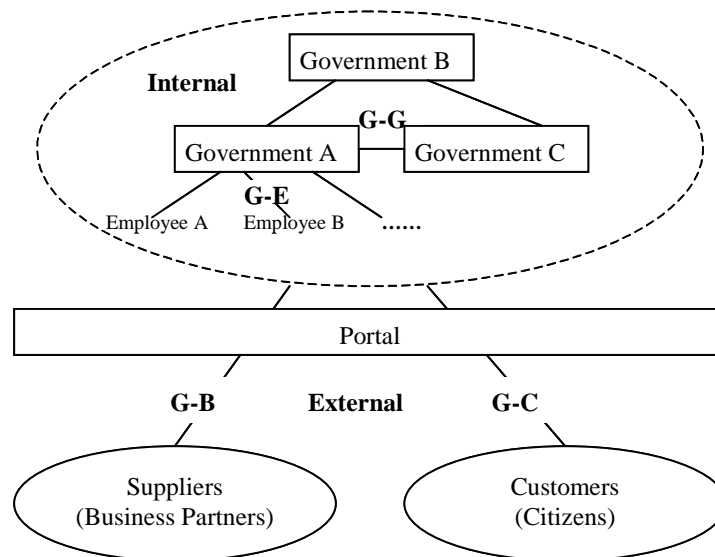 Government B
Internal
G-G
Government A
Government C
G-E
Employee A
Employee B
......
Portal
G-B
External
G-C
Suppliers
(Business Partners)
Customers
(Citizens)